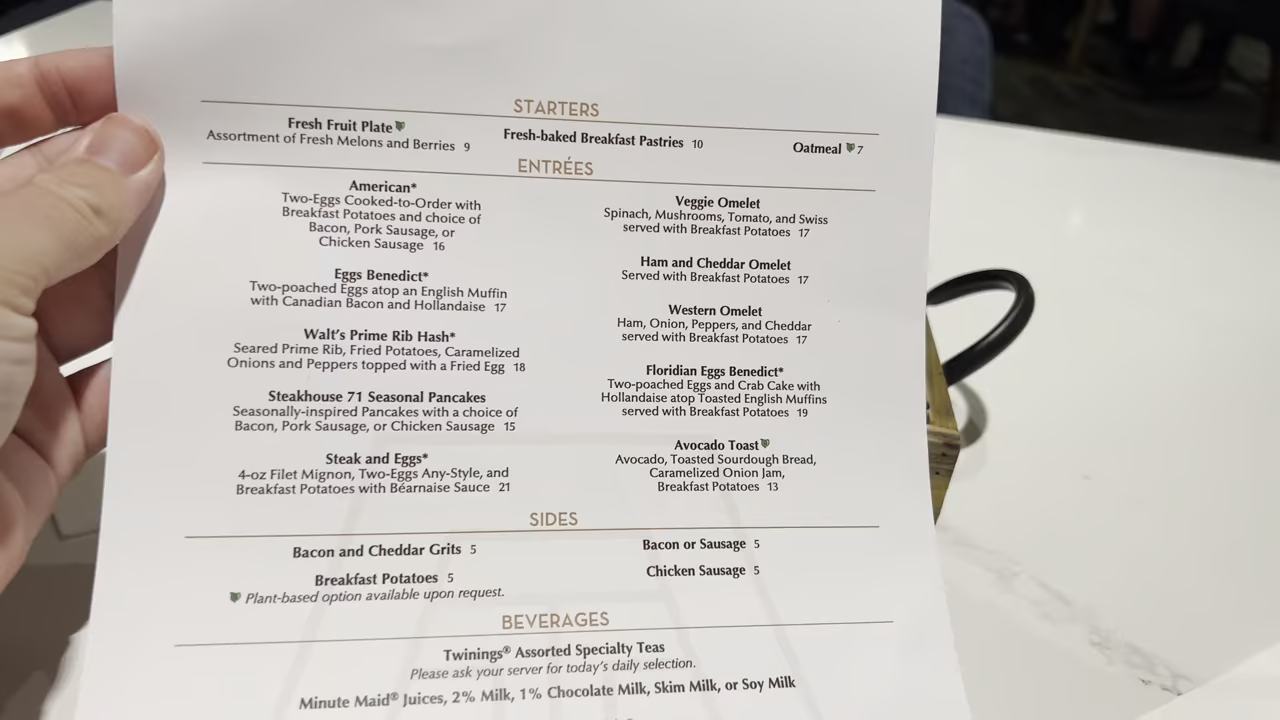 STARTERS
Fresh Fruit Plate
Assortment of Fresh Melons and Berries 9
Fresh-baked Breakfast Pastries 10
Oatmeal 7
ENTRÉES
American*
Two-Eggs Cooked-to-Order with
Breakfast Potatoes and choice of
Bacon, Pork Sausage, or
Chicken Sausage 16
Eggs Benedict*
Two-poached Eggs atop an English Muffin
with Canadian Bacon and Hollandaise 17
Walt's Prime Rib Hash*
Seared Prime Rib, Fried Potatoes, Caramelized
Onions and Peppers topped with a Fried Egg 18
Steakhouse 71 Seasonal Pancakes
Seasonally-inspired Pancakes with a choice of
Bacon, Pork Sausage, or Chicken Sausage 15
Steak and Eggs*
4-oz Filet Mignon, Two-Eggs Any-Style, and
Breakfast Potatoes with Béarnaise Sauce 21
Veggie Omelet
Spinach, Mushrooms, Tomato, and Swiss
served with Breakfast Potatoes 17
Ham and Cheddar Omelet
Served with Breakfast Potatoes 17
Western Omelet
Ham, Onion, Peppers, and Cheddar
served with Breakfast Potatoes 17
Floridian Eggs Benedict*
Two-poached Eggs and Crab Cake with
Hollandaise atop Toasted English Muffins
served with Breakfast Potatoes 19
Avocado Toast
Avocado, Toasted Sourdough Bread,
Caramelized Onion Jam,
Breakfast Potatoes 13
SIDES
Bacon and Cheddar Grits 5
Breakfast Potatoes 5
Plant-based option available upon request.
Bacon or Sausage 5
Chicken Sausage 5
BEVERAGES
Twinings® Assorted Specialty Teas
Please ask your server for today's daily selection.
Minute Maid® Juices, 2% Milk, 1% Chocolate Milk, Skim Milk, or Soy Milk